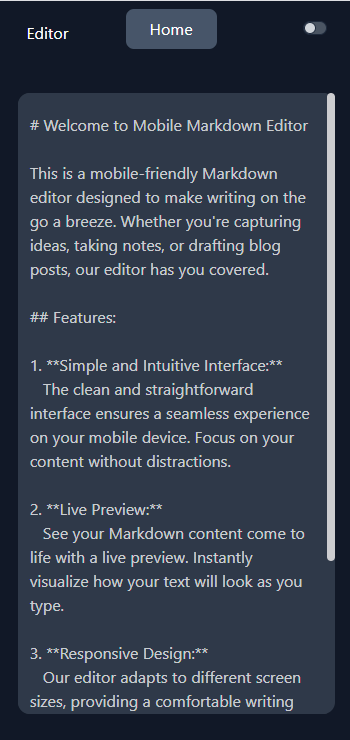 Editor
Home
# Welcome to Mobile Markdown Editor
This is a mobile-friendly Markdown
editor designed to make writing on the
go a breeze. Whether you're capturing
ideas, taking notes, or drafting blog
posts, our editor has you covered.
## Features:
1. **Simple and Intuitive Interface:**
The clean and straightforward
interface ensures a seamless experience
on your mobile device. Focus on your
content without distractions.
2. **Live Preview:**
See your Markdown content come to
life with a live preview. Instantly
visualize how your text will look as you
type.
3. **Responsive Design:**
Our editor adapts to different screen
sizes, providing a comfortable writing